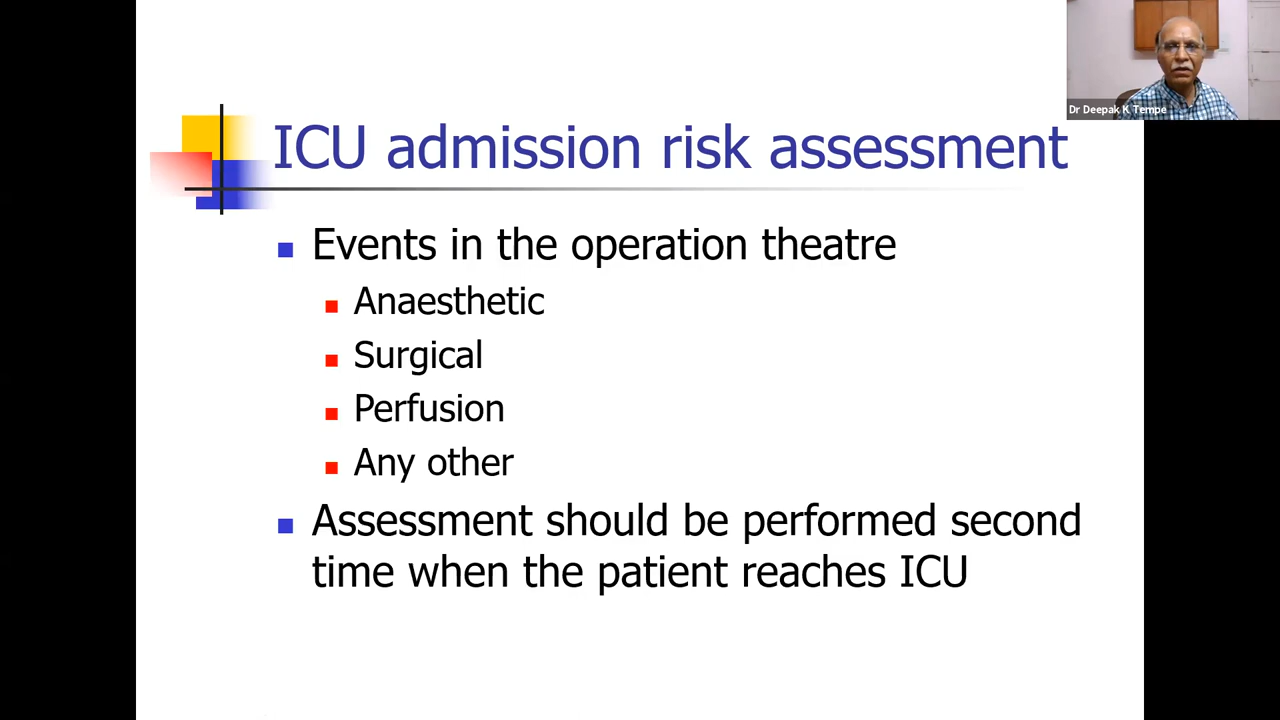 Dr Deepak K Tempe
ICU admission risk assessment
Events in the operation theatre
Anaesthetic
Surgical
Perfusion
Any other
Assessment should be performed second
time when the patient reaches ICU